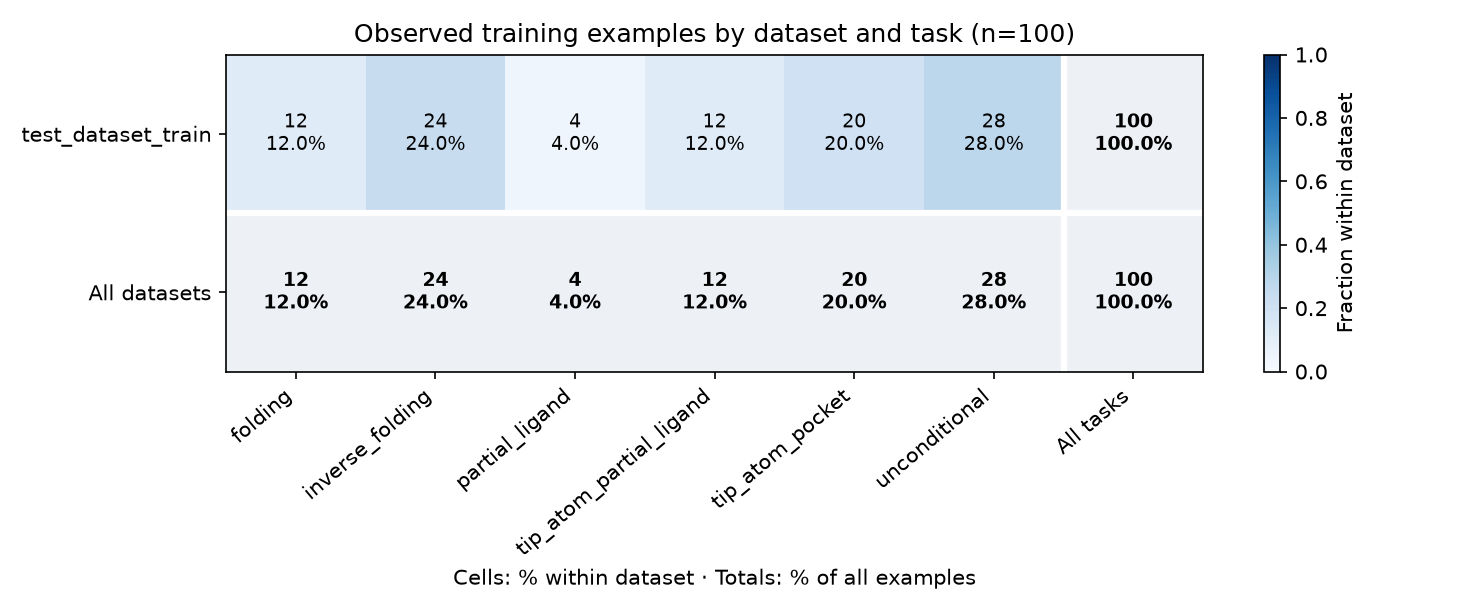 Observed training examples by dataset and task (n=100)
test_dataset_train
12
12.0%
24
24.0%
4
4.0%
12
12.0%
20
20.0%
28
28.0%
100
100.0%
All datasets
12
12.0%
24
24.0%
4
4.0%
12
12.0%
20
20.0%
28
28.0%
100
100.0%
folding
inverse_folding
partial_ligand
tip_atom_partial_ligand
tip_atom_pocket
unconditional
All tasks
Cells: % within dataset · Totals: % of all examples
1.0
0.8
0.6
0.4
0.2
0.0
Fraction within dataset